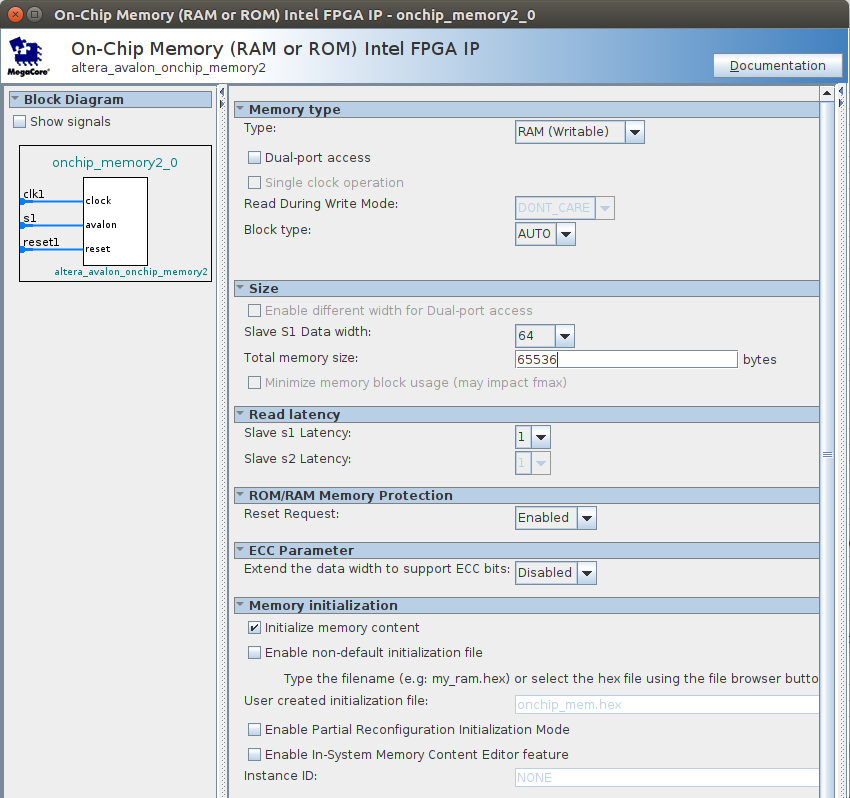 On-Chip Memory (RAM or ROM) Intel FPGA IP - onchip_memory2_0
MegaCore®
On-Chip Memory (RAM or ROM) Intel FPGA IP
altera_avalon_onchip_memory2
Documentation
Block Diagram
Show signals
onchip_memory2_0
clk1
clock
s1
avalon
reset1
reset
altera_avalon_onchip_memory2
Memory type
Type: RAM (Writable)
Dual-port access
Single clock operation
Read During Write Mode: DONT_CARE
Block type: AUTO
Size
Enable different width for Dual-port access
Slave S1 Data width: 64
Total memory size: 65536 bytes
Minimize memory block usage (may impact fmax)
Read latency
Slave s1 Latency: 1
Slave s2 Latency: 1
ROM/RAM Memory Protection
Reset Request: Enabled
ECC Parameter
Extend the data width to support ECC bits: Disabled
Memory initialization
Initialize memory content
Enable non-default initialization file
Type the filename (e.g: my_ram.hex) or select the hex file using the file browser butto
User created initialization file: onchip_mem.hex
Enable Partial Reconfiguration Initialization Mode
Enable In-System Memory Content Editor feature
Instance ID: NONE